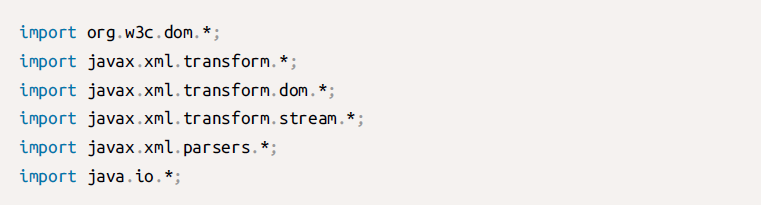 import org.w3c.dom.*;
import javax.xml.transform.*;
import javax.xml.transform.dom.*;
import javax.xml.transform.stream.*;
import javax.xml.parsers.*;
import java.io.*;